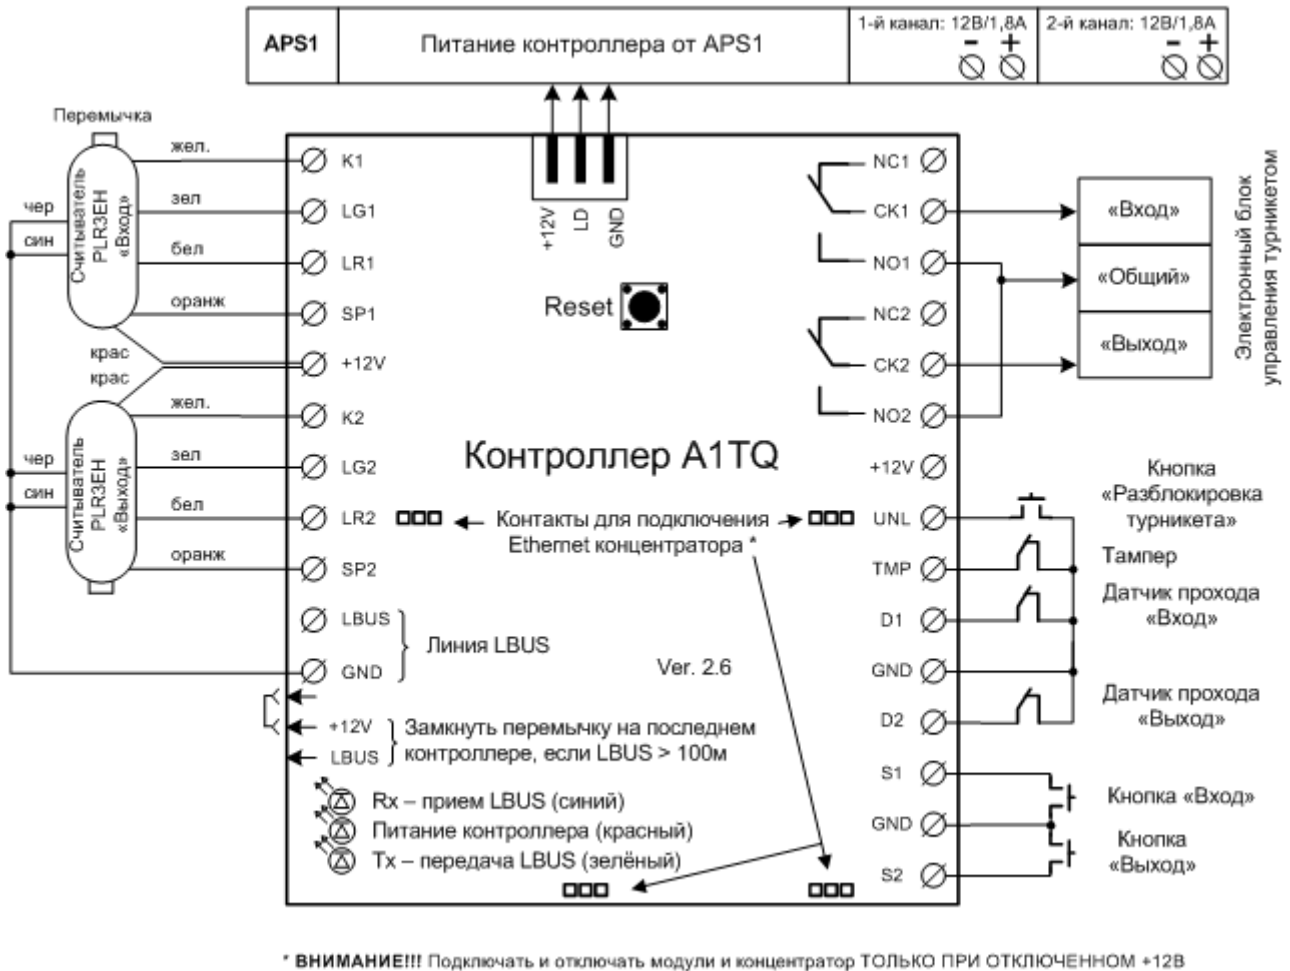 APS1
Питание контроллера от APS1
1-й канал: 12В/1,8А
- +
2-й канал: 12В/1,8А
- +
Перемычка
Считыватель
PLR3EH
«Вход»
чер
син
жел.
зел
бел
оранж
крас
крас
Считыватель
PLR3EH
«Выход»
чер
син
жел.
зел
бел
оранж
K1
LG1
LR1
SP1
+12V
K2
LG2
LR2
SP2
LBUS
GND
Линия LBUS
+12V
LBUS
Замкнуть перемычку на последнем
контроллере, если LBUS > 100м
Rx – прием LBUS (синий)
Питание контроллера (красный)
Tx – передача LBUS (зелёный)
+12V
LD
GND
Reset
Контроллер A1TQ
Контакты для подключения
Ethernet концентратора *
Ver. 2.6
NC1
CK1
NO1
NC2
CK2
NO2
+12V
UNL
TMP
D1
GND
D2
S1
GND
S2
«Вход»
«Общий»
«Выход»
Электронный блок
управления турникетом
Кнопка
«Разблокировка
турникета»
Тампер
Датчик прохода
«Вход»
Датчик прохода
«Выход»
Кнопка «Вход»
Кнопка
«Выход»
* ВНИМАНИЕ!!! Подключать и отключать модули и концентратор ТОЛЬКО ПРИ ОТКЛЮЧЕННОМ +12В